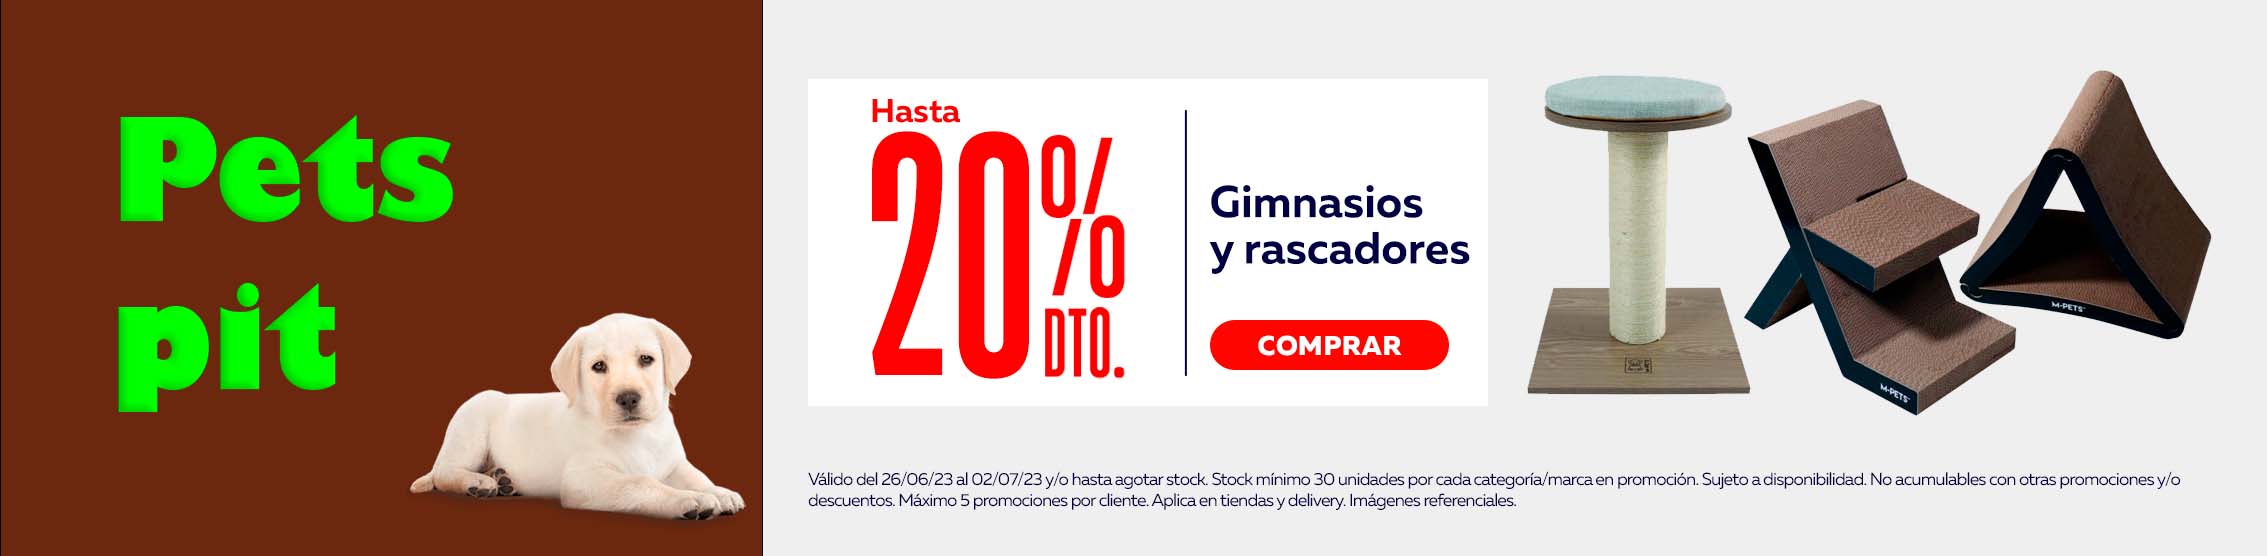 Pets
pit
Hasta
20%
DTO.
Gimnasios
y rascadores
COMPRAR
M-PETS
M-PETS
Válido del 26/06/23 al 02/07/23 y/o hasta agotar stock. Stock mínimo 30 unidades por cada categoría/marca en promoción. Sujeto a disponibilidad. No acumulables con otras promociones y/o
descuentos. Máximo 5 promociones por cliente. Aplica en tiendas y delivery. Imágenes referenciales.